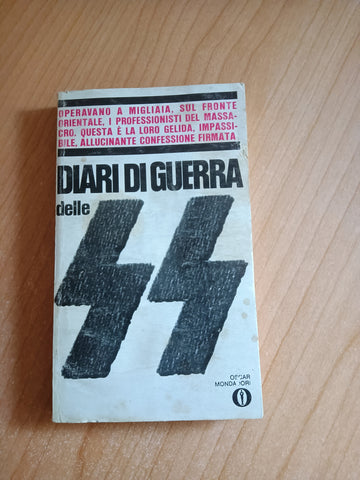 OPERAVANO A MIGLIAIA, SUL FRONTE
ORIENTALE, I PROFESSIONISTI DEL MASSA-
CRO. QUESTA È LA LORO GELIDA, IMPASSI-
BILE, ALLUCINANTE CONFESSIONE FIRMATA
DIARI DI GUERRA
delle
SS
OSCAR
MONDADORI